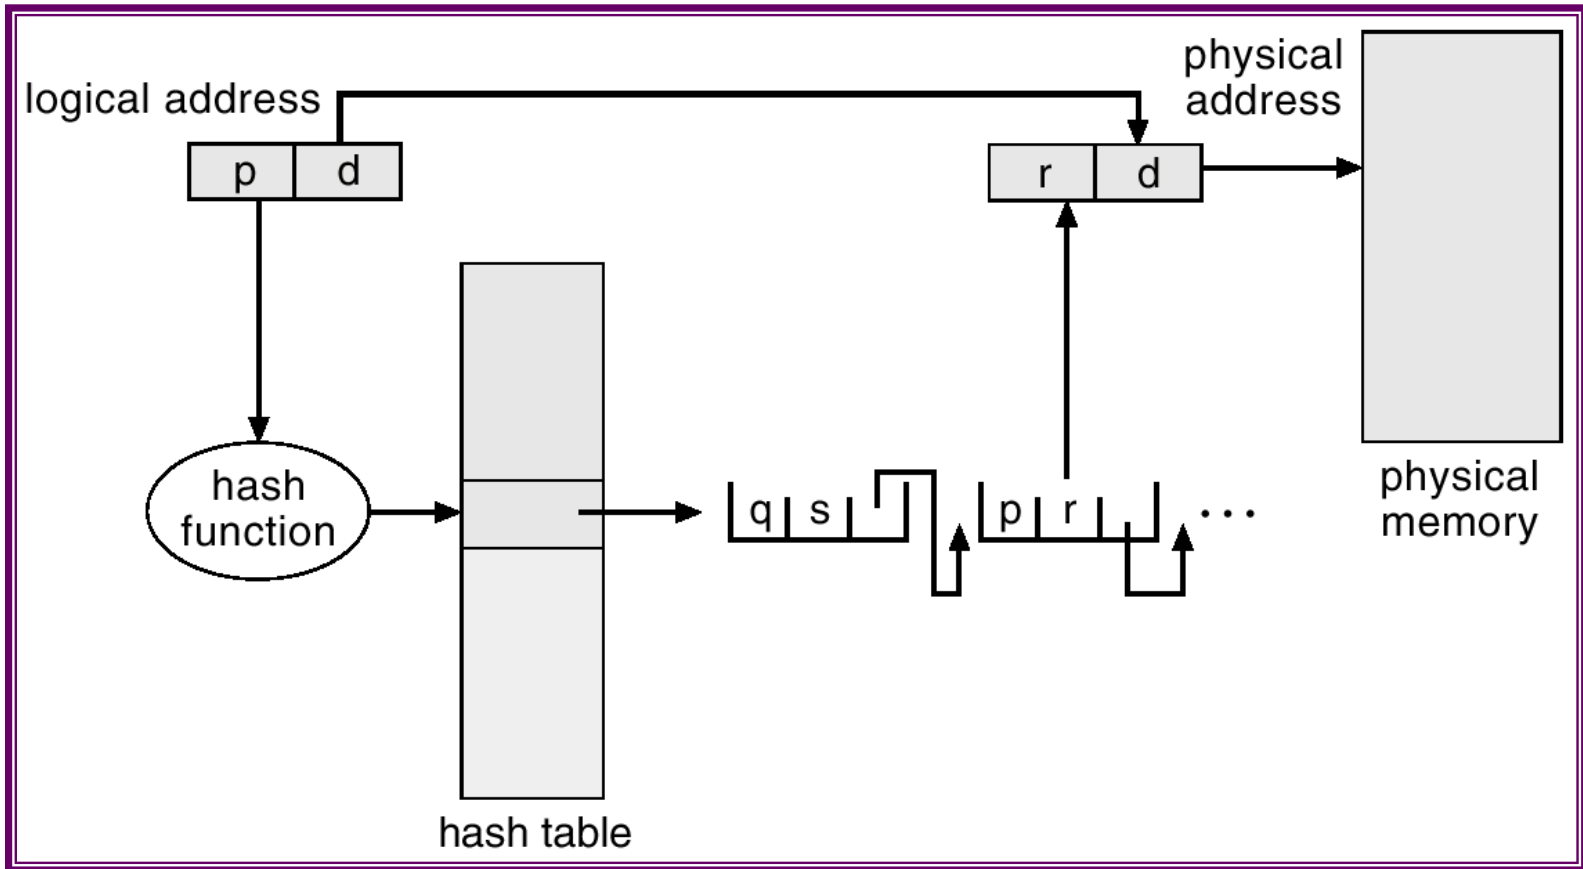 logical address
physical
address
p d
r d
hash
function
q s
p r
...
physical
memory
hash table